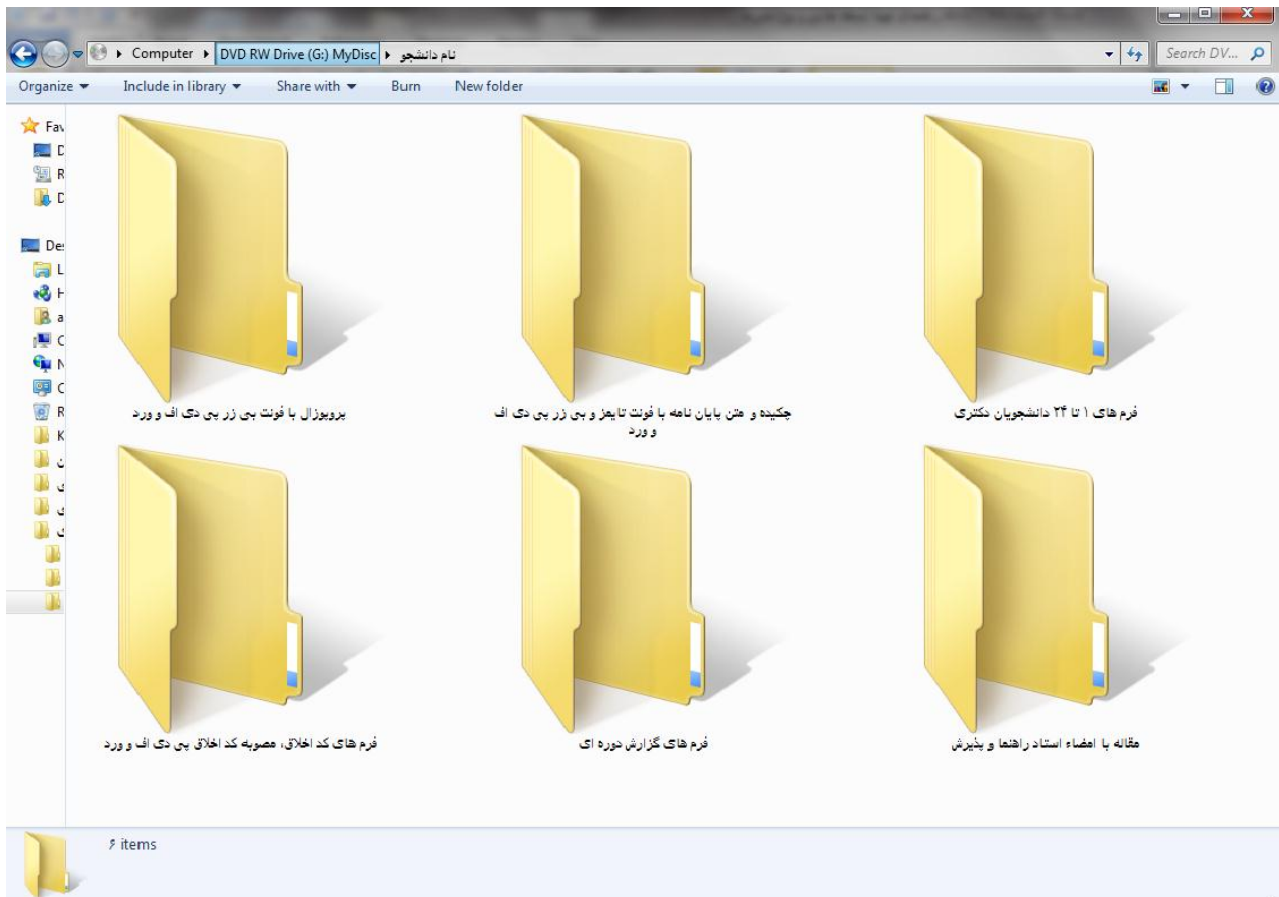 Computer ▸ DVD RW Drive (G:) MyDisc ▸ نام دانشجو
Search DV...
Organize Include in library Share with Burn New folder
Fav
D
R
D
Des
L
H
a
C
N
C
R
K
پروپوزال با فونت بی زر پی دی اف و ورد
چکیده و متن پایان نامه با فونت تایمز و بی زر پی دی اف
و ورد
فرم های ۱ تا ۲۴ دانشجویان دکتری
فرم های کد اخلاق، مصوبه کد اخلاق پی دی اف و ورد
فرم های گزارش دوره ای
مقاله با امضاء استاد راهنما و پذیرش
۶ items